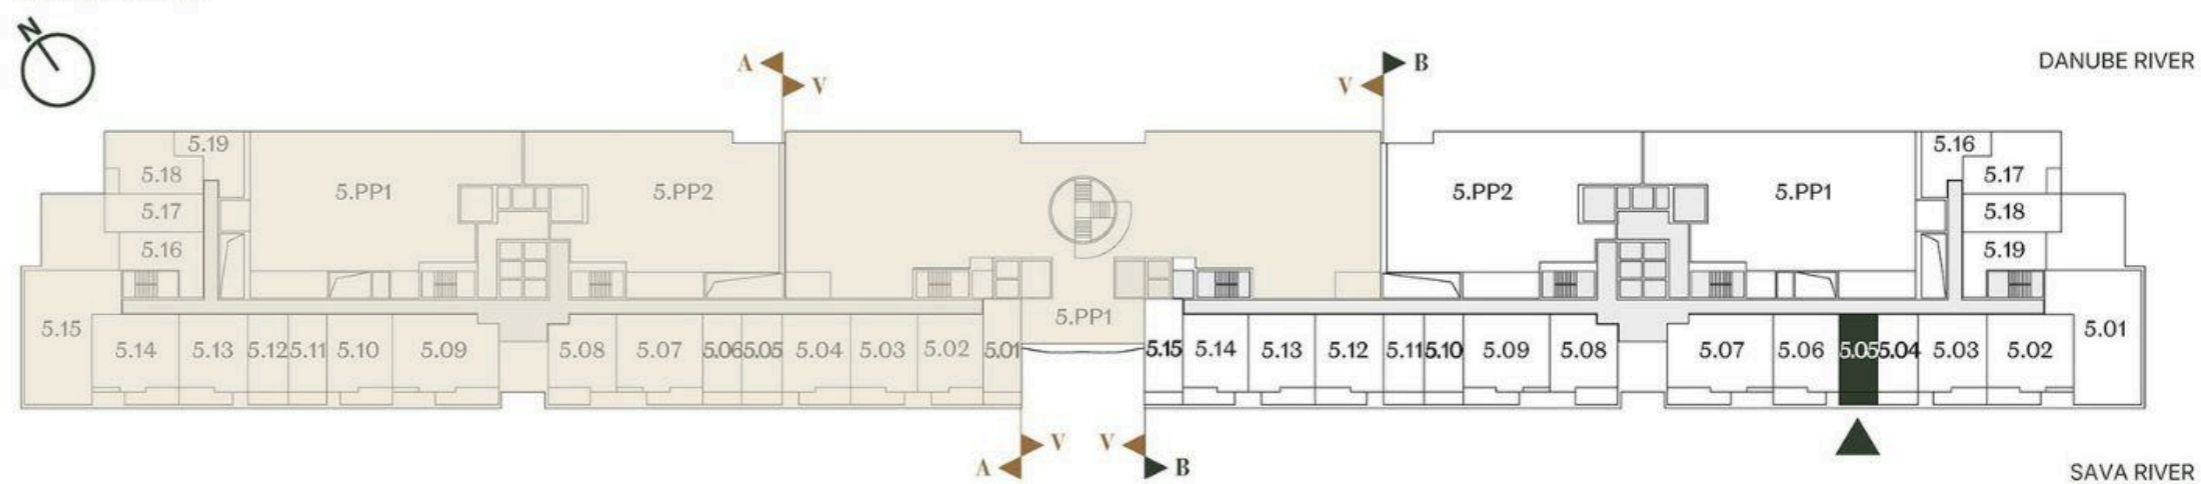 N
A V
V B
DANUBE RIVER
5.19 5.16
5.18 5.PP1 5.PP2 5.PP2 5.PP1 5.17
5.17 5.18
5.16 5.19
5.PP1
5.15 5.01
5.14 5.13 5.12 5.11 5.10 5.09 5.08 5.07 5.06 5.05 5.04 5.03 5.02 5.01 5.15 5.14 5.13 5.12 5.11 5.10 5.09 5.08 5.07 5.06 5.05 5.04 5.03 5.02
V V
A B
SAVA RIVER